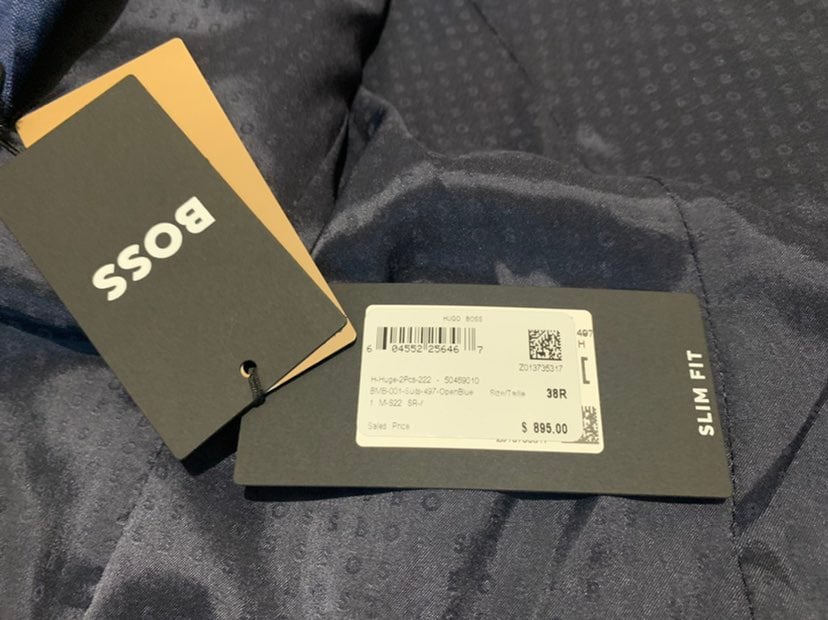 BOSS
HUGO BOSS
6 04552 25646 7
Z013735317
H-Huge-2Pcs-222 - 50469010
BMB-001-Suits-497-OpenBlue
Size/Taille 38R
1 M-S22 SR-/
Sales Price $ 895.00
497
H
SLIM FIT